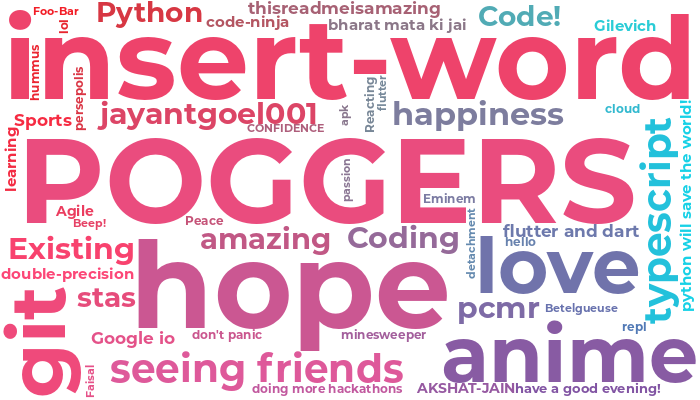 Foo-Bar
lol
Python
code-ninja
thisreadmeisamazing
bharat mata ki jai
Code!
Gilevich
insert-word
hummus
persepolis
Sports
jayantgoel001
CONFIDENCE
apk
Reacting
flutter
happiness
cloud
learning
POGGERS
passion
Eminem
typescript
python will save the world!
Agile
Beep!
Peace
Existing
amazing
Coding
detachment
flutter and dart
hello
double-precision
hope
love
stas
pcmr
Betelgueuse
git
Google io
don't panic
minesweeper
repl
anime
Faisal
seeing friends
doing more hackathons
AKSHAT-JAIN
have a good evening!